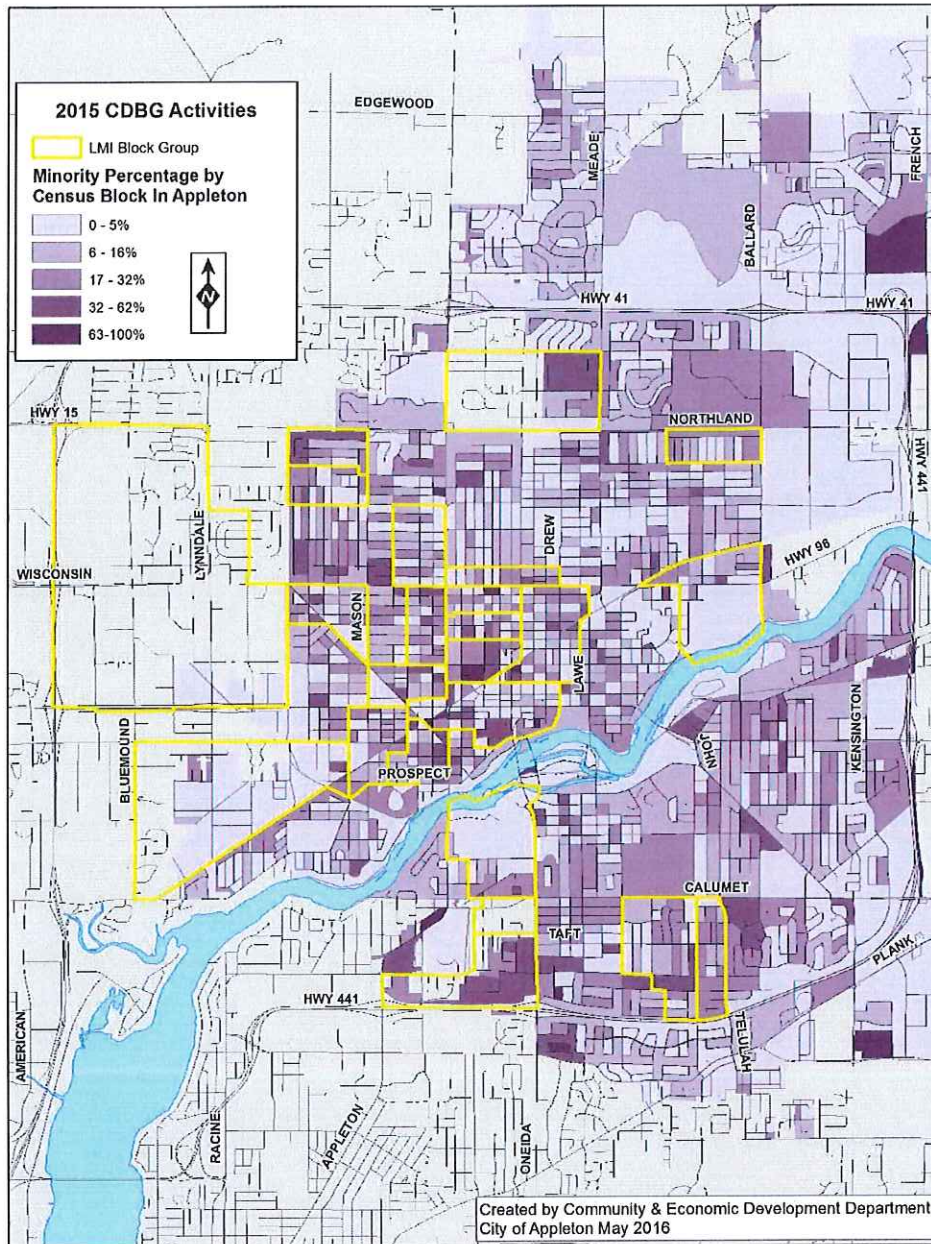 2015 CDBG Activities
LMI Block Group
Minority Percentage by
Census Block In Appleton
0 - 5%
6 - 16%
17 - 32%
32 - 62%
63-100%
N
EDGEWOOD
MEADE
FRENCH
BALLARD
HWY 41
HWY 41
HWY 15
NORTHLAND
HWY 441
LYNNDALE
DREW
HWY 96
WISCONSIN
MASON
LAWE
BLUEMOUND
PROSPECT
JOHN
KENSINGTON
CALUMET
TAFT
PLANK
HWY 441
AMERICAN
TELULAH
RACINE
APPLETON
ONEIDA
Created by Community & Economic Development Department
City of Appleton May 2016